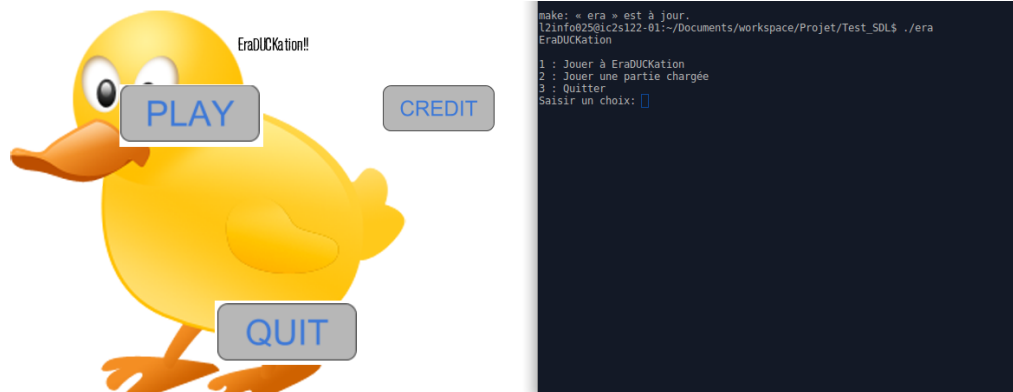 EraDUCKation!!
PLAY
CREDIT
QUIT
make: « era » est à jour.
l2info025@ic2s122-01:~/Documents/workspace/Projet/Test_SDL$ ./era
EraDUCKation
1 : Jouer à EraDUCKation
2 : Jouer une partie chargée
3 : Quitter
Saisir un choix: